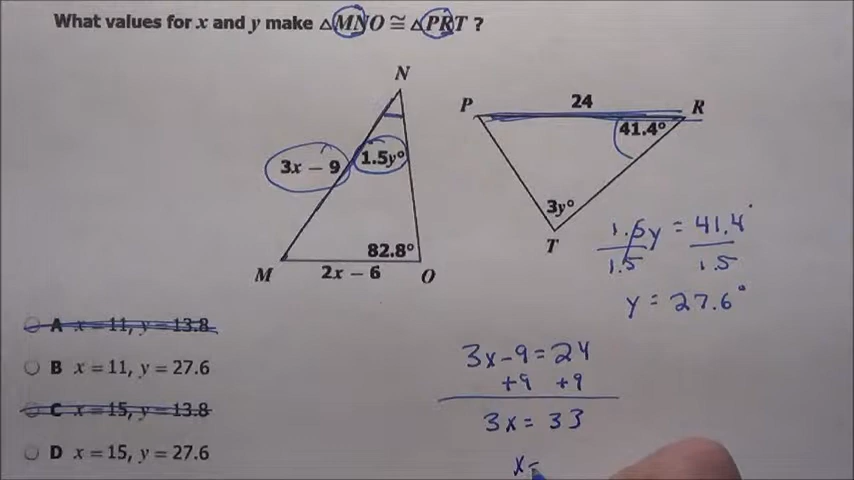 What values for x and y make △MNO ≅ △PRT ?
N
P
24
R
41.4°
3x – 9
1.5y°
3y°
82.8°
T
M
2x – 6
O
1.5y = 41.4°
1.5 1.5
y = 27.6°
A x = 11, y = 13.8
B x = 11, y = 27.6
C x = 15, y = 13.8
D x = 15, y = 27.6
3x-9=24
+9 +9
3x = 33
x=